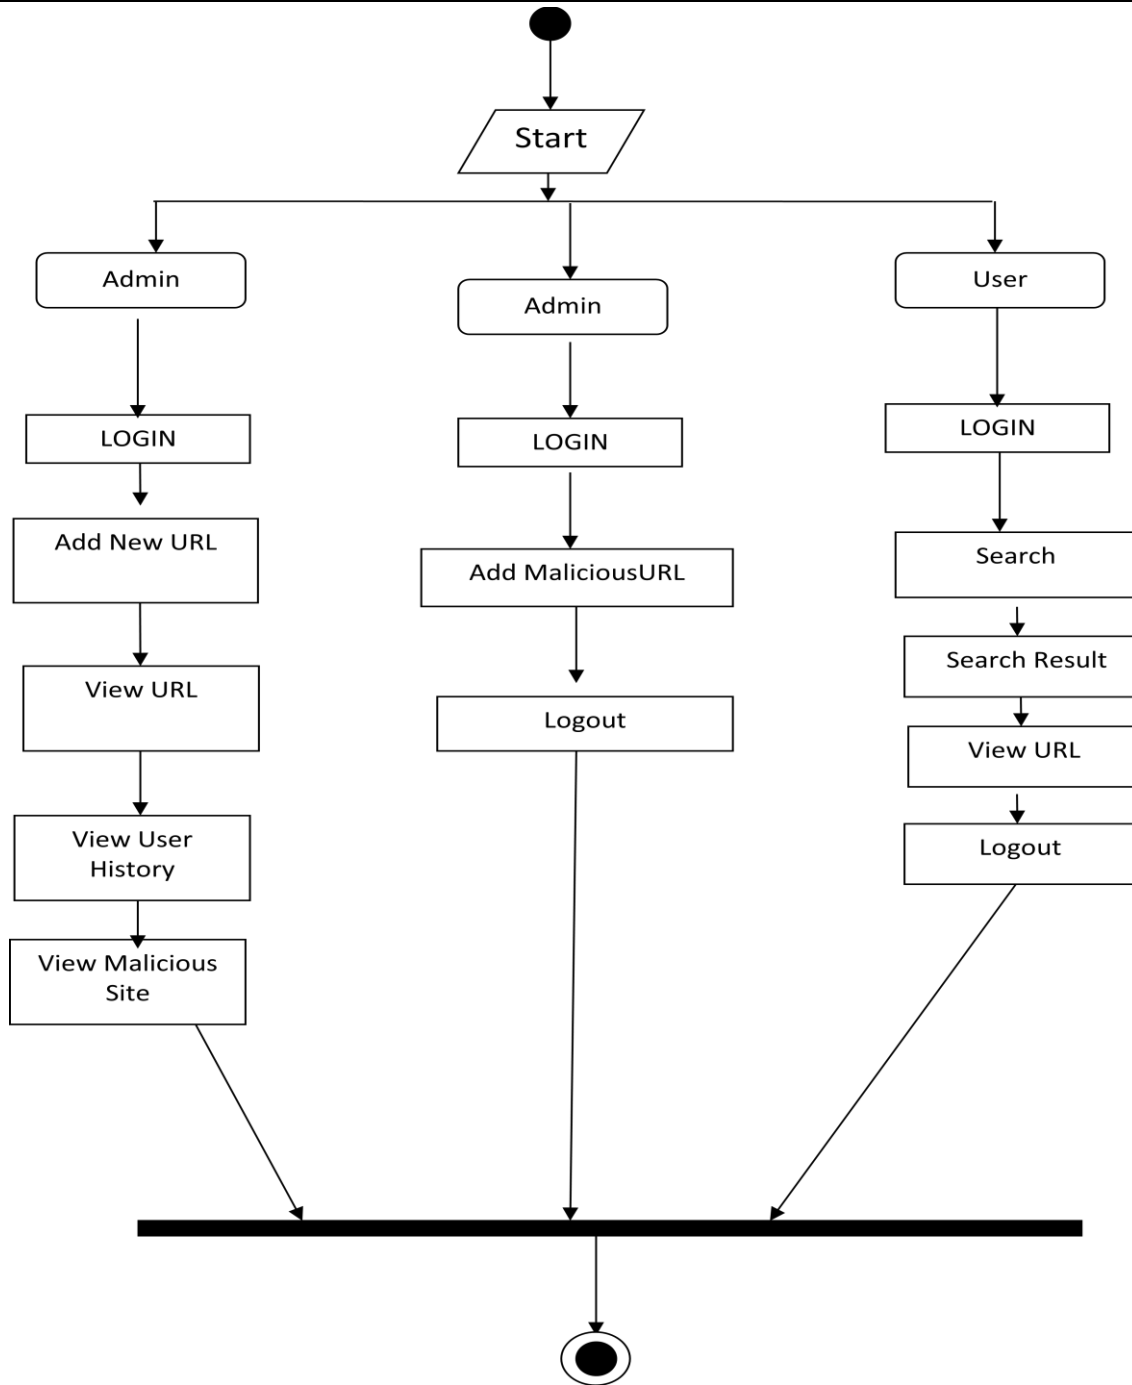 Start
Admin
Admin
User
LOGIN
LOGIN
LOGIN
Add New URL
Add MaliciousURL
Search
View URL
Logout
Search Result
View URL
View User
History
Logout
View Malicious
Site